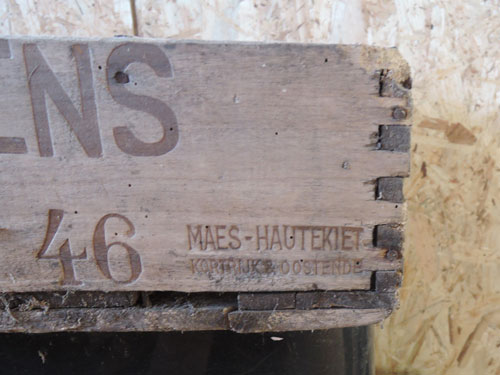 ENS
46
MAES-HAUTEKIET
KORTRIJK & OOSTENDE